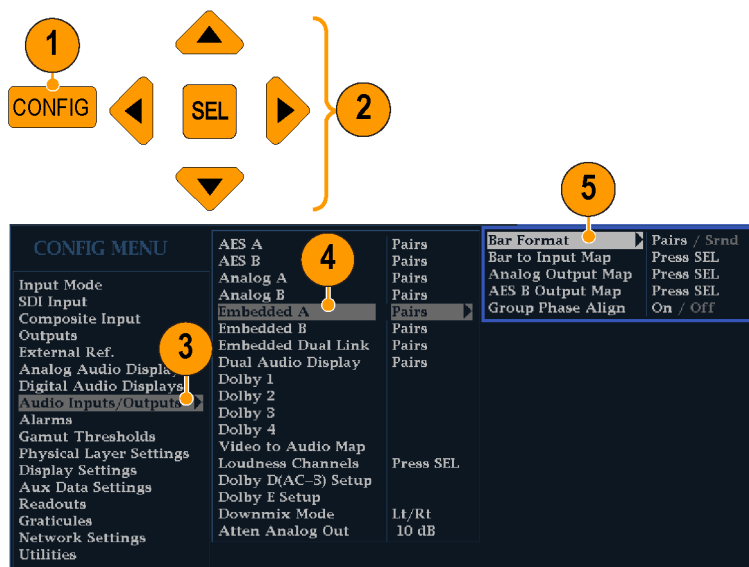 1
CONFIG
SEL
2
5
CONFIG MENU
Input Mode
SDI Input
Composite Input
Outputs
External Ref.
3
Analog Audio Displays
Digital Audio Displays
Audio Inputs/Outputs
Alarms
Gamut Thresholds
Physical Layer Settings
Display Settings
Aux Data Settings
Readouts
Graticules
Network Settings
Utilities
AES A Pairs
AES B Pairs
4
Analog A Pairs
Analog B Pairs
Embedded A Pairs
Embedded B Pairs
Embedded Dual Link Pairs
Dual Audio Display Pairs
Dolby 1
Dolby 2
Dolby 3
Dolby 4
Video to Audio Map
Loudness Channels Press SEL
Dolby D(AC-3) Setup
Dolby E Setup
Downmix Mode Lt/Rt
Atten Analog Out 10 dB
Bar Format Pairs / Srnd
Bar to Input Map Press SEL
Analog Output Map Press SEL
AES B Output Map Press SEL
Group Phase Align On / Off